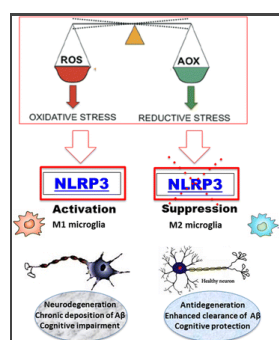 ROS
AOX
OXIDATIVE STRESS
REDUCTIVE STRESS
NLRP3
NLRP3
Activation
Suppression
M1 microglia
M2 microglia
Healthy neuron
Neurodegeneration
Chronic deposition of Aβ
Cognitive impairment
Antidegeneration
Enhanced clearance of Aβ
Cognitive protection